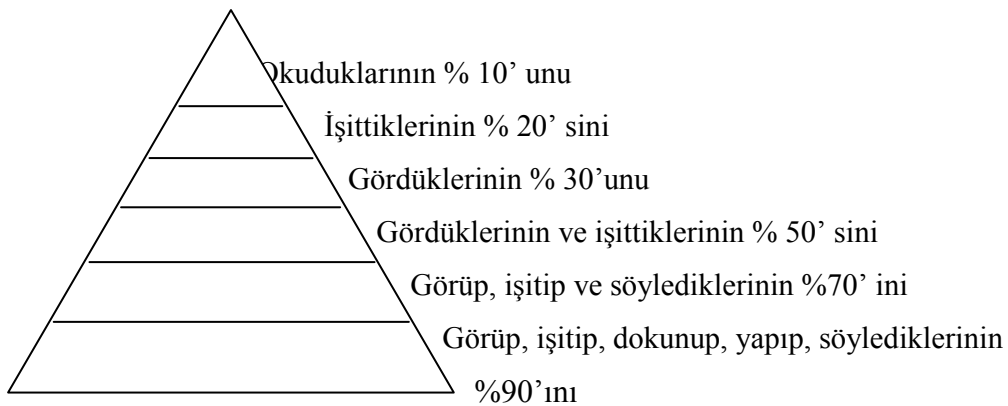 Okuduklarının % 10’ unu
İşittiklerinin % 20’ sini
Gördüklerinin % 30’unu
Gördüklerinin ve işittiklerinin % 50’ sini
Görüp, işitip ve söylediklerinin %70’ ini
Görüp, işitip, dokunup, yapıp, söylediklerinin
%90’ını